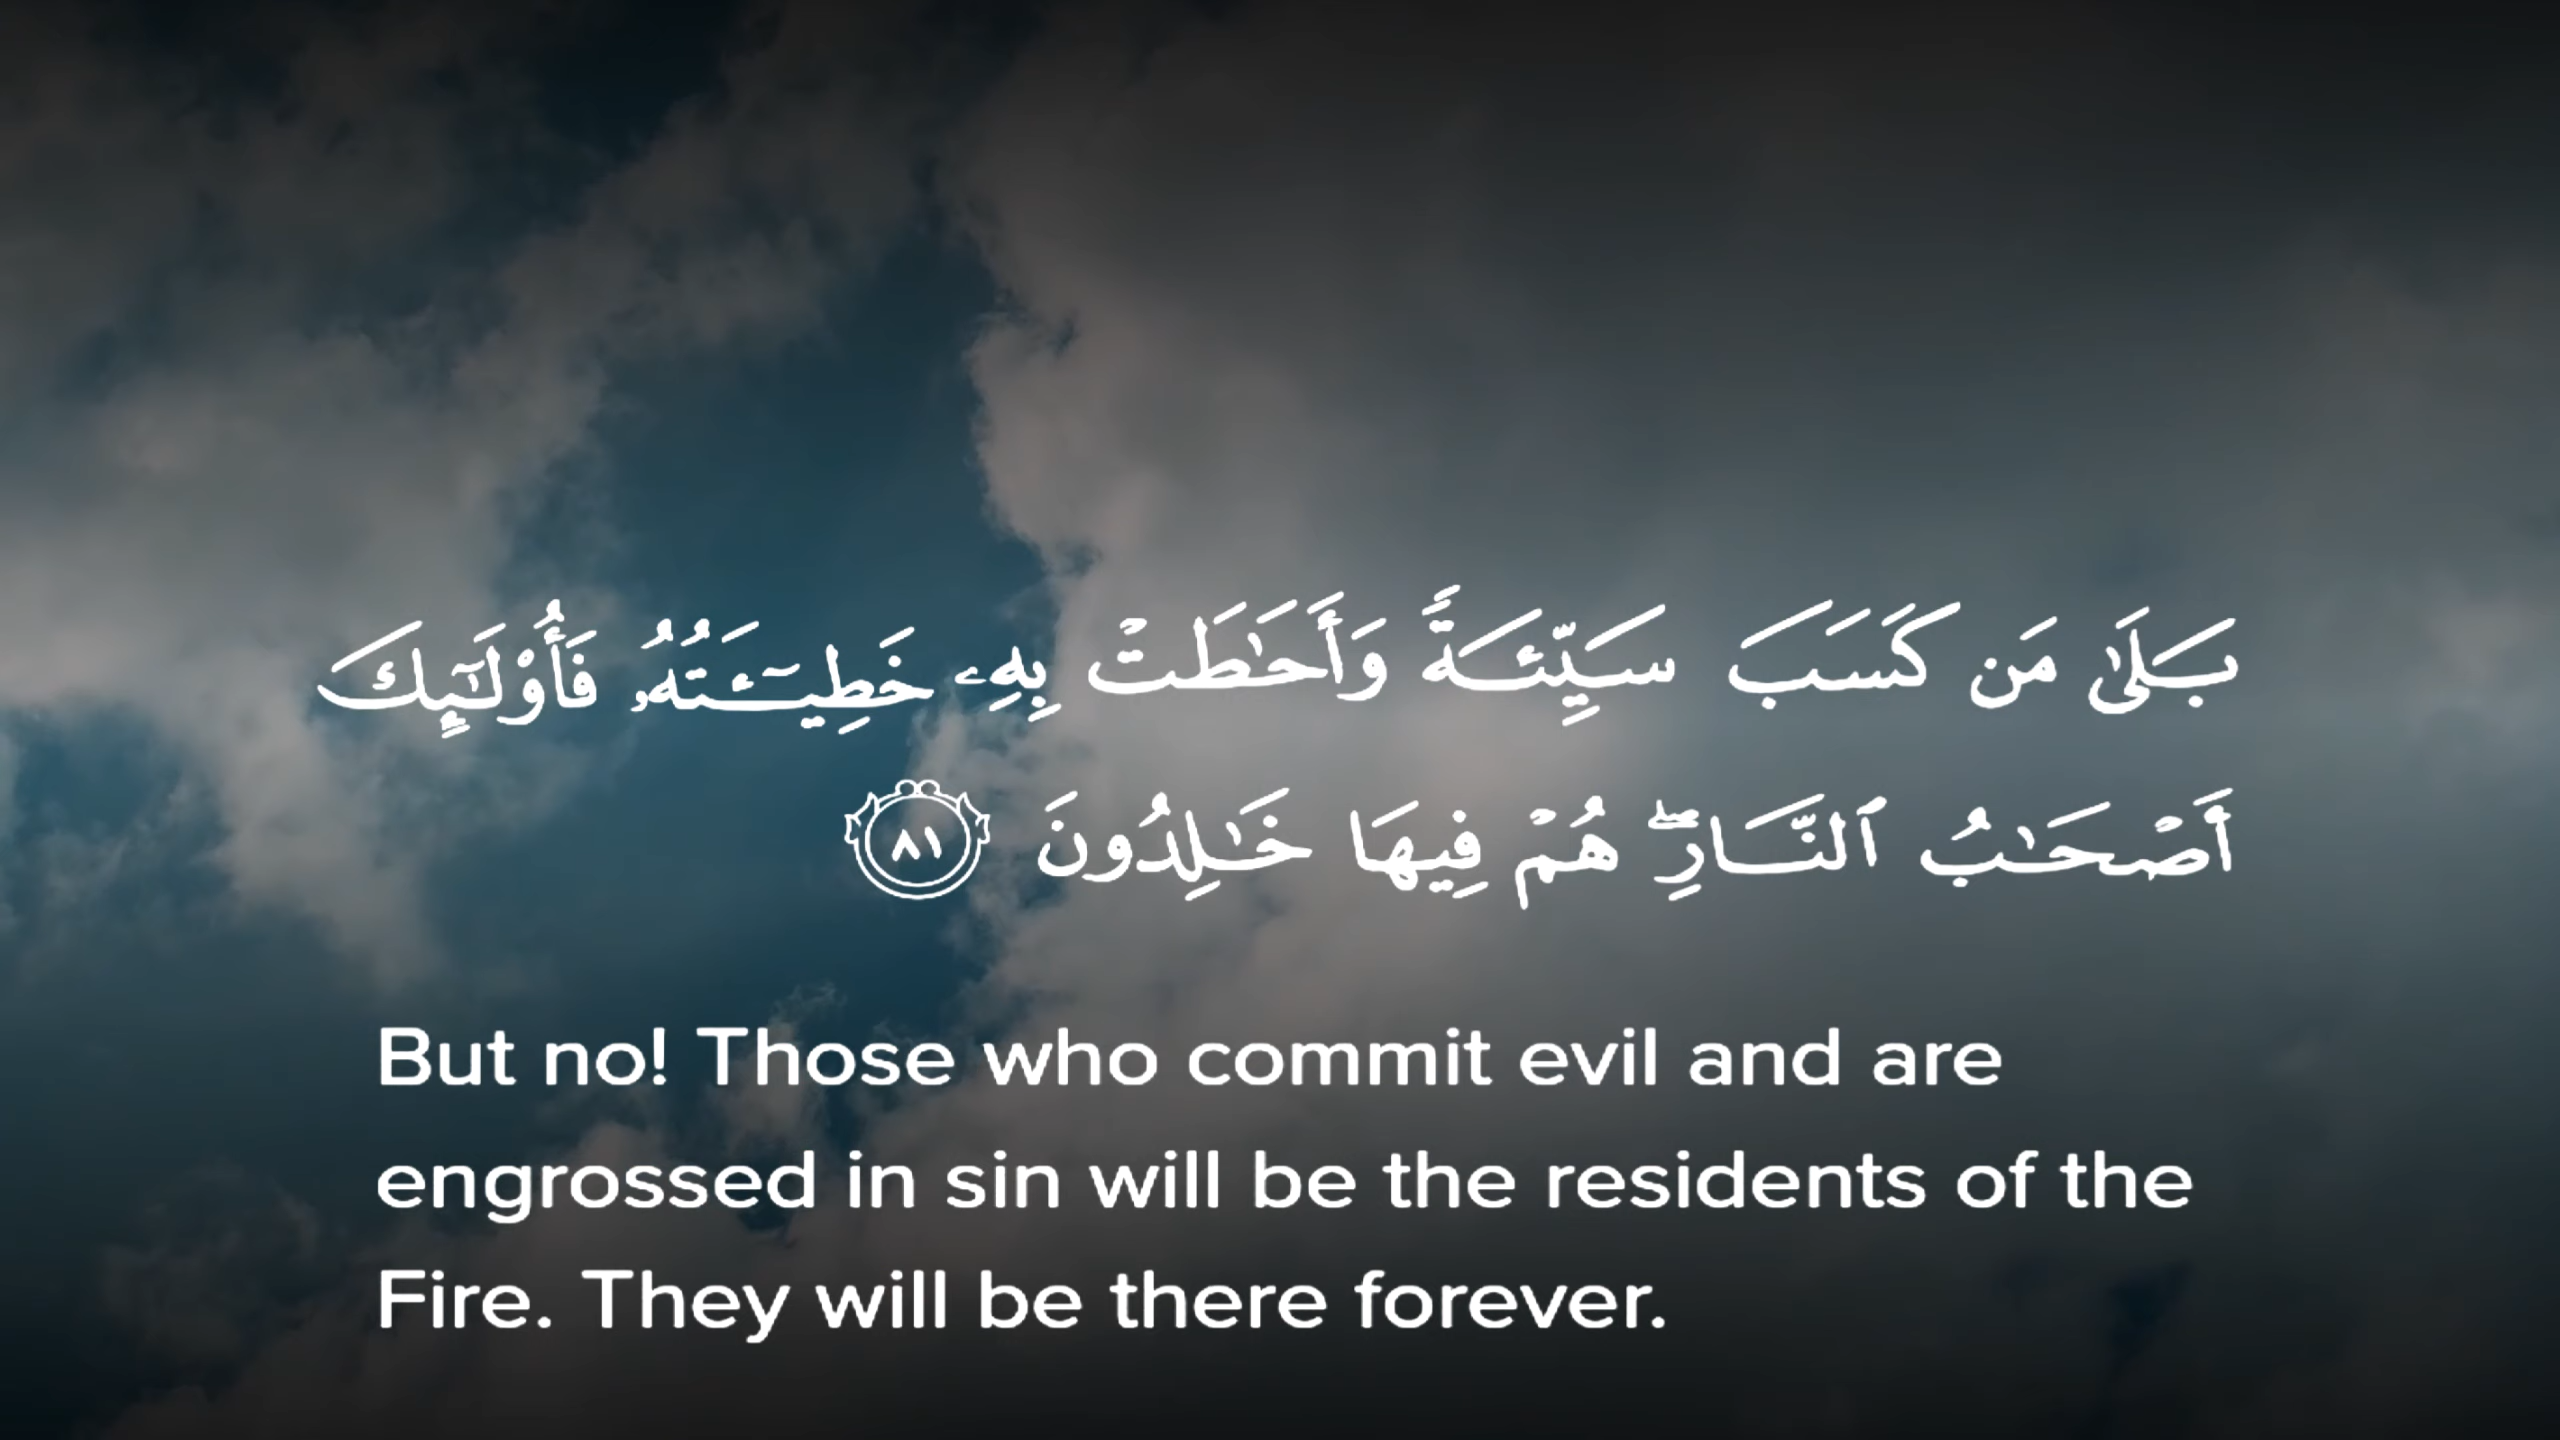 بَلَىٰ مَن كَسَبَ سَيِّئَةً وَأَحَـٰطَتْ بِهِۦ خَطِيٓـَٔتُهُۥ فَأُو۟لَـٰٓئِكَ
أَصْحَـٰبُ ٱلنَّارِ ۖ هُمْ فِيهَا خَـٰلِدُونَ ٨١
But no! Those who commit evil and are
engrossed in sin will be the residents of the
Fire. They will be there forever.